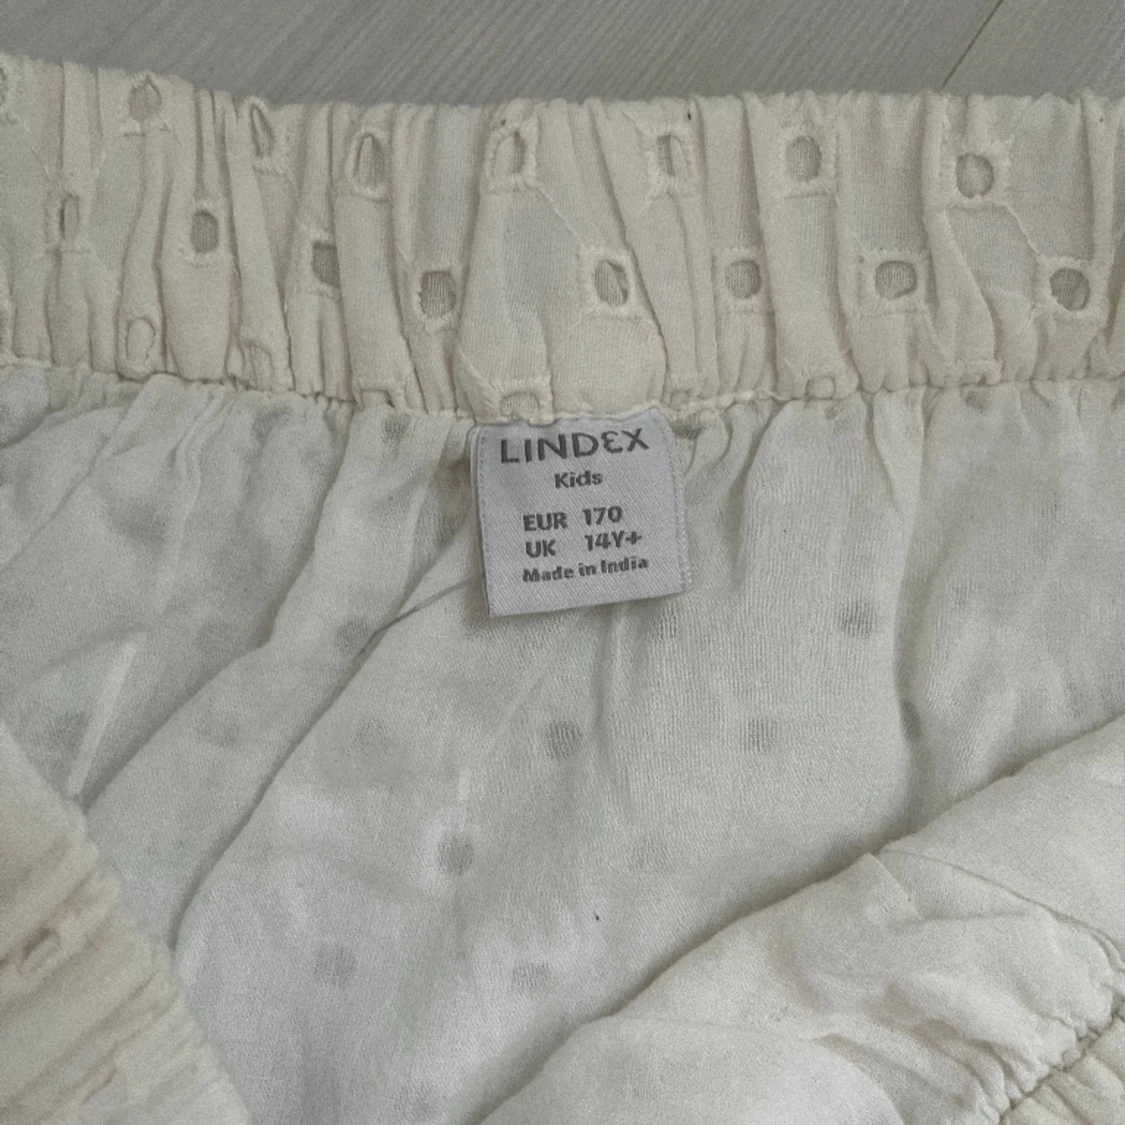 LINDEX
Kids
EUR 170
UK 14Y+
Made in India